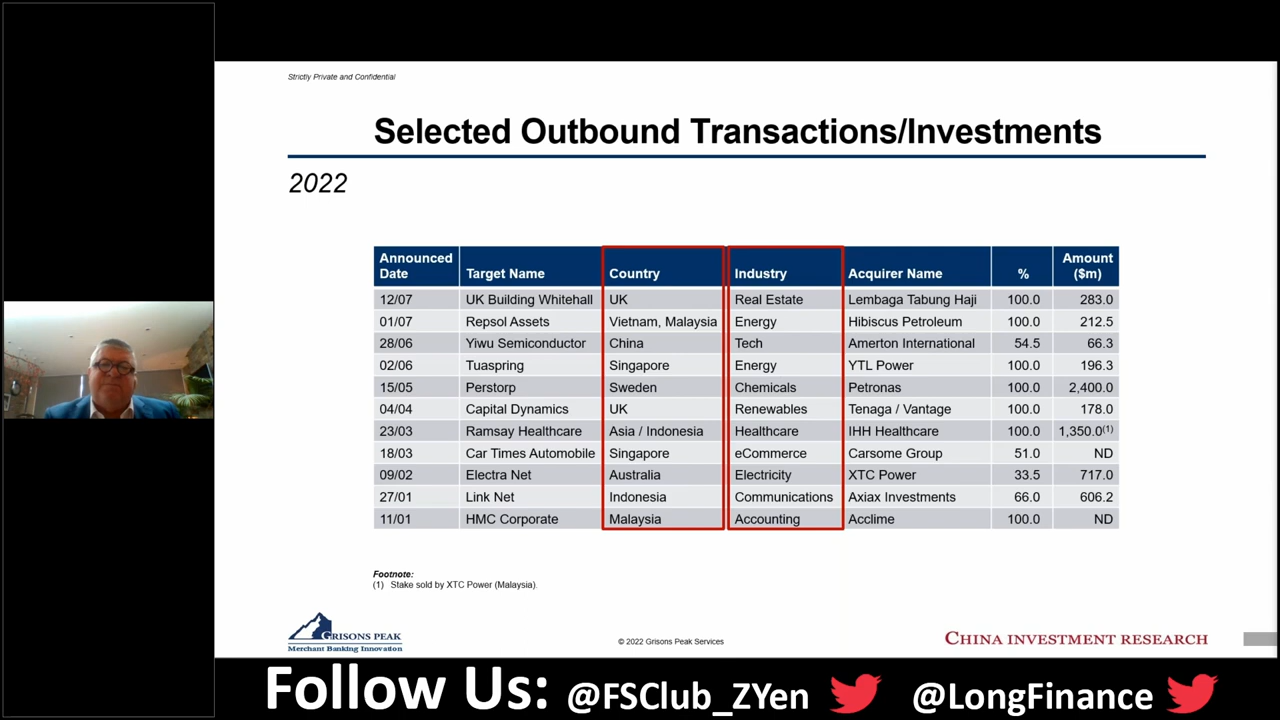 Strictly Private and Confidential
Selected Outbound Transactions/Investments
2022
Announced Date Target Name Country Industry Acquirer Name % Amount ($m)
12/07 UK Building Whitehall UK Real Estate Lembaga Tabung Haji 100.0 283.0
01/07 Repsol Assets Vietnam, Malaysia Energy Hibiscus Petroleum 100.0 212.5
28/06 Yiwu Semiconductor China Tech Amerton International 54.5 66.3
02/06 Tuaspring Singapore Energy YTL Power 100.0 196.3
15/05 Perstorp Sweden Chemicals Petronas 100.0 2,400.0
04/04 Capital Dynamics UK Renewables Tenaga / Vantage 100.0 178.0
23/03 Ramsay Healthcare Asia / Indonesia Healthcare IHH Healthcare 100.0 1,350.0(1)
18/03 Car Times Automobile Singapore eCommerce Carsome Group 51.0 ND
09/02 Electra Net Australia Electricity XTC Power 33.5 717.0
27/01 Link Net Indonesia Communications Axiax Investments 66.0 606.2
11/01 HMC Corporate Malaysia Accounting Acclime 100.0 ND
Footnote:
(1) Stake sold by XTC Power (Malaysia).
GRISONS PEAK
Merchant Banking Innovation
© 2022 Grisons Peak Services
CHINA INVESTMENT RESEARCH
Follow Us: @FSClub_ZYen @LongFinance